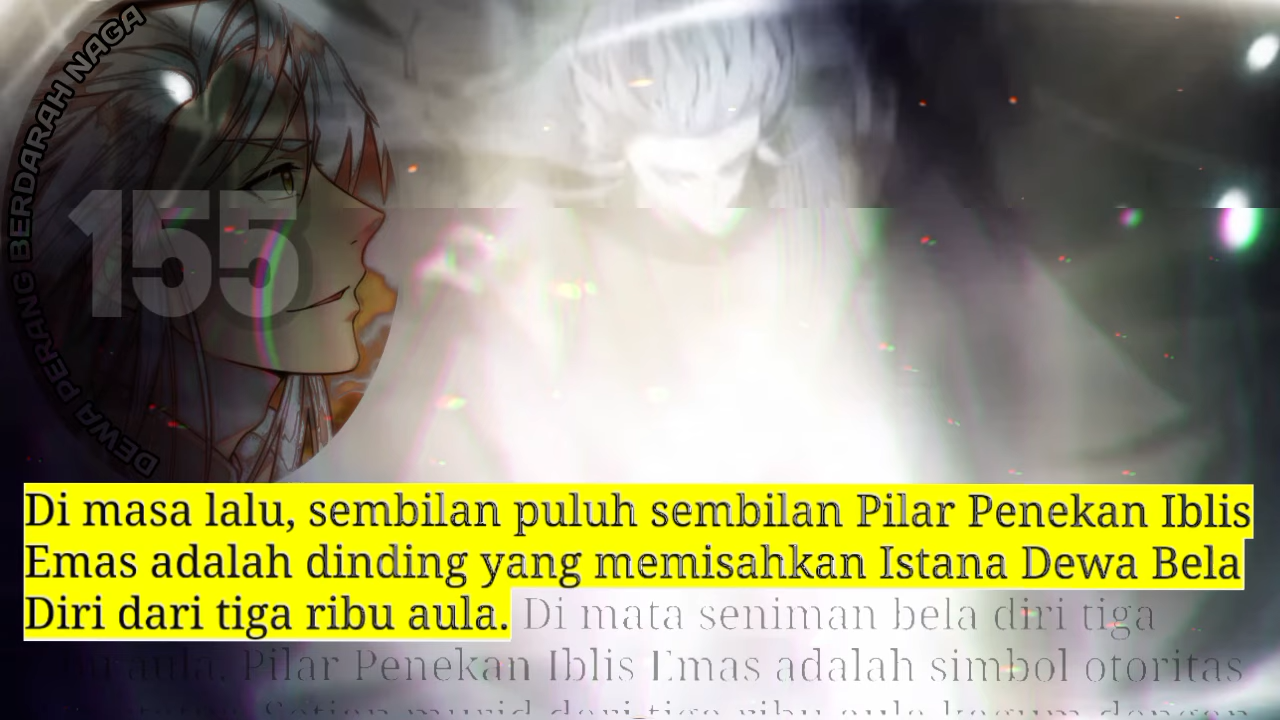 DEWA PERANG BERDARAH NAGA
155
Di masa lalu, sembilan puluh sembilan Pilar Penekan Iblis
Emas adalah dinding yang memisahkan Istana Dewa Bela
Diri dari tiga ribu aula. Di mata seniman bela diri tiga
aula, Pilar Penekan Iblis Emas adalah simbol otoritas